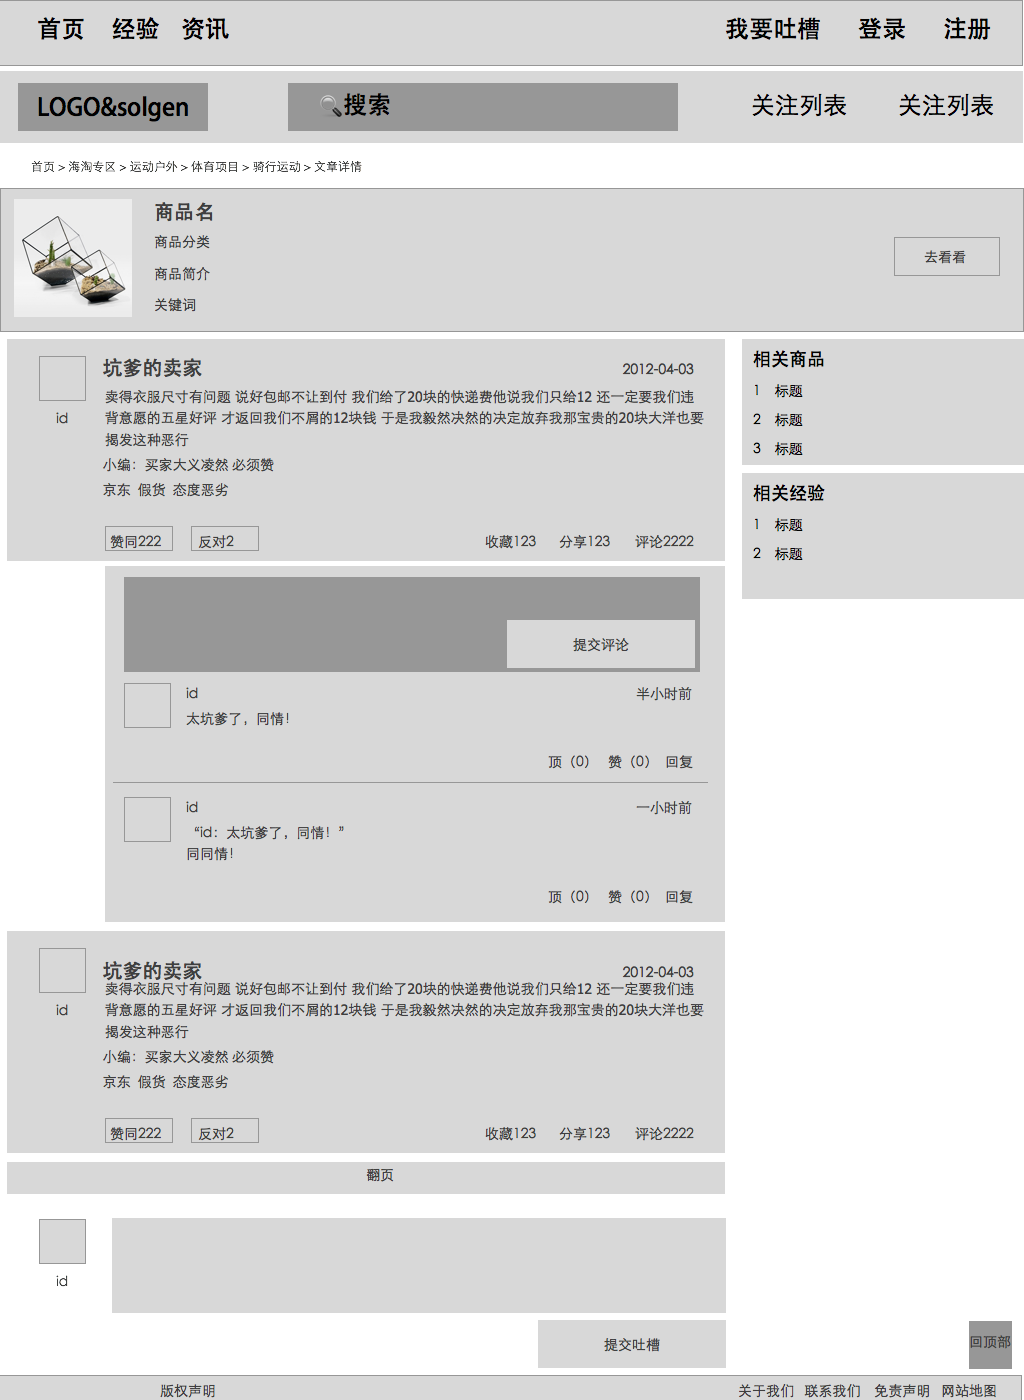 首页 经验 资讯 我要吐槽 登录 注册
LOGO&solgen 搜索 关注列表 关注列表
首页 > 海淘专区 > 运动户外 > 体育项目 > 骑行运动 > 文章详情
商品名
商品分类
商品简介
关键词
去看看
坑爹的卖家 2012-04-03
id
卖得衣服尺寸有问题 说好包邮不让到付 我们给了20块的快递费他说我们只给12 还一定要我们违
背意愿的五星好评 才返回我们不屑的12块钱 于是我毅然决然的决定放弃我那宝贵的20块大洋也要
揭发这种恶行
小编：买家大义凌然 必须赞
京东 假货 态度恶劣
赞同222 反对2 收藏123 分享123 评论2222
提交评论
id 半小时前
太坑爹了，同情！
顶（0） 赞（0） 回复
id 一小时前
“id：太坑爹了，同情！”
同同情！
顶（0） 赞（0） 回复
坑爹的卖家 2012-04-03
id
卖得衣服尺寸有问题 说好包邮不让到付 我们给了20块的快递费他说我们只给12 还一定要我们违
背意愿的五星好评 才返回我们不屑的12块钱 于是我毅然决然的决定放弃我那宝贵的20块大洋也要
揭发这种恶行
小编：买家大义凌然 必须赞
京东 假货 态度恶劣
赞同222 反对2 收藏123 分享123 评论2222
翻页
id
提交吐槽
相关商品
1 标题
2 标题
3 标题
相关经验
1 标题
2 标题
回顶部
版权声明 关于我们 联系我们 免责声明 网站地图